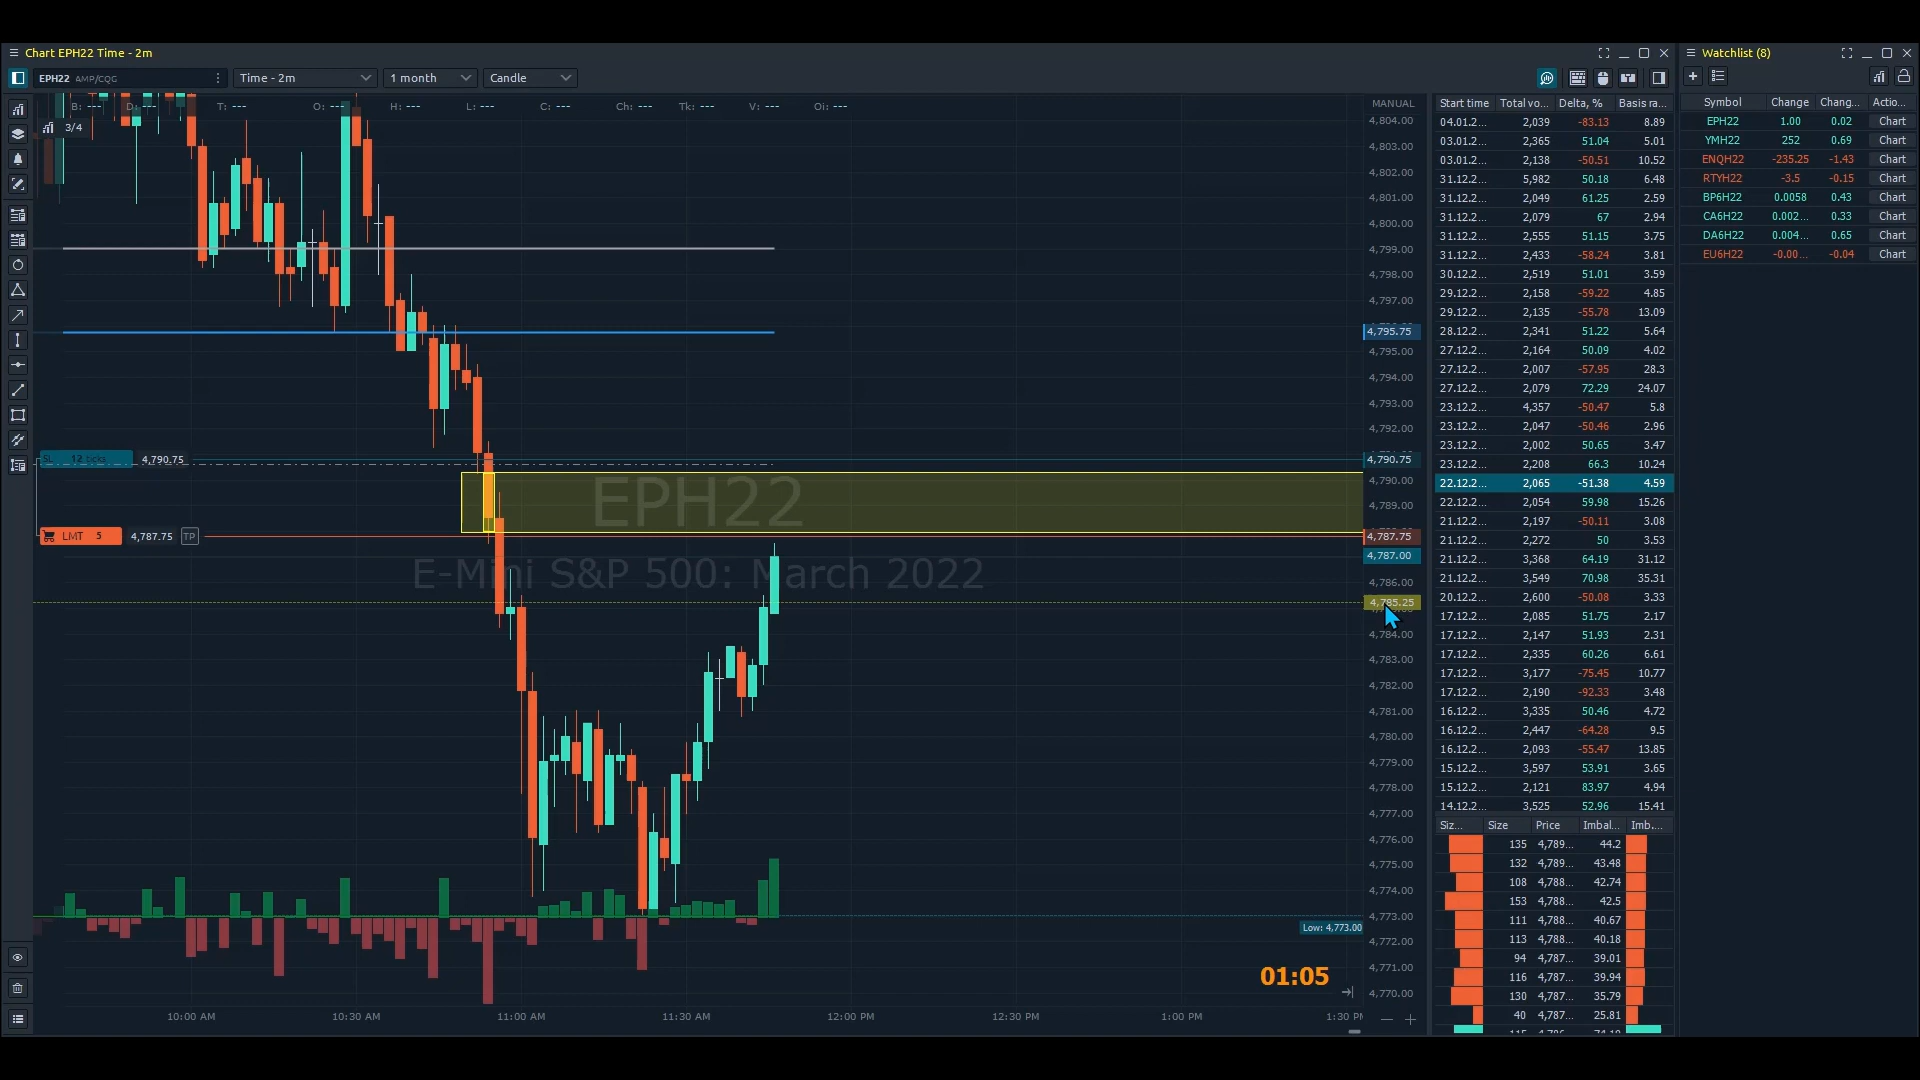 Chart EPH22 Time - 2m
EPH22 AMP/CQG Time - 2m 1 month Candle
B: --- D: --- T: --- O: --- H: --- L: --- C: --- Ch: --- Tk: --- V: --- Oi: ---
3/4
MANUAL
4,804.00
4,803.00
4,802.00
4,801.00
4,800.00
4,799.00
4,798.00
4,797.00
4,795.75
4,795.00
4,794.00
4,793.00
4,792.00
SL 12 ticks 4,790.75
4,790.75
4,790.00
EPH22
4,789.00
LMT 5 4,787.75 TP
4,787.75
4,787.00
E-Mini S&P 500: March 2022
4,786.00
4,785.25
4,784.00
4,783.00
4,782.00
4,781.00
4,780.00
4,779.00
4,778.00
4,777.00
4,776.00
4,775.00
4,774.00
4,773.00
Low: 4,773.00
4,772.00
4,771.00
01:05
4,770.00
10:00 AM 10:30 AM 11:00 AM 11:30 AM 12:00 PM 12:30 PM 1:00 PM
Start time Total vo... Delta, % Basis ra...
04.01.2... 2,039 -83.13 8.89
03.01.2... 2,365 51.04 5.01
03.01.2... 2,138 -50.51 10.52
31.12.2... 5,982 50.18 6.48
31.12.2... 2,049 61.25 2.59
31.12.2... 2,079 67 2.94
31.12.2... 2,555 51.15 3.75
31.12.2... 2,433 -58.24 3.81
30.12.2... 2,519 51.01 3.59
29.12.2... 2,158 -59.22 4.85
29.12.2... 2,135 -55.78 13.09
28.12.2... 2,341 51.22 5.64
27.12.2... 2,164 50.09 4.02
27.12.2... 2,007 -57.95 28.3
27.12.2... 2,079 72.29 24.07
23.12.2... 4,357 -50.47 5.8
23.12.2... 2,047 -50.46 2.96
23.12.2... 2,002 50.65 3.47
23.12.2... 2,208 66.3 10.24
22.12.2... 2,065 -51.38 4.59
22.12.2... 2,054 59.98 15.26
21.12.2... 2,197 -50.11 3.08
21.12.2... 2,272 50 3.53
21.12.2... 3,368 64.19 31.12
21.12.2... 3,549 70.98 35.31
20.12.2... 2,600 -50.08 3.33
17.12.2... 2,085 51.75 2.17
17.12.2... 2,147 51.93 2.31
17.12.2... 2,335 60.26 6.61
17.12.2... 3,177 -75.45 10.77
17.12.2... 2,190 -92.33 3.48
16.12.2... 3,335 50.46 4.72
16.12.2... 2,447 -64.28 9.5
16.12.2... 2,093 -55.47 13.85
15.12.2... 3,597 53.91 3.65
15.12.2... 2,121 83.97 4.94
14.12.2... 3,525 52.96 15.41
Siz... Size Price Imbal... Imb...
135 4,789... 44.2
132 4,789... 43.48
108 4,788... 42.74
153 4,788... 42.5
111 4,788... 40.67
113 4,788... 40.18
94 4,787... 39.01
116 4,787... 39.94
130 4,787... 35.79
40 4,787... 25.81
Watchlist (8)
Symbol Change Chang... Actio...
EPH22 1.00 0.02 Chart
YMH22 252 0.69 Chart
ENQH22 -235.25 -1.43 Chart
RTYH22 -3.5 -0.15 Chart
BP6H22 0.0058 0.43 Chart
CA6H22 0.002... 0.33 Chart
DA6H22 0.004... 0.65 Chart
EU6H22 -0.00... -0.04 Chart